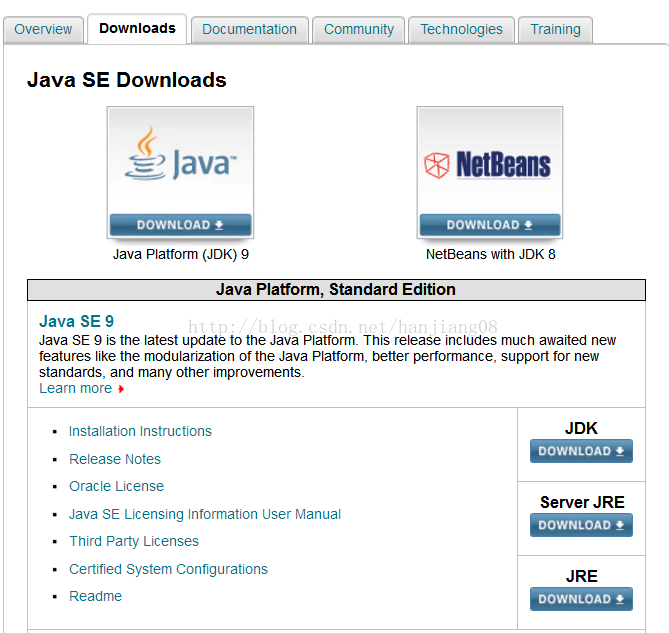 Overview Downloads Documentation Community Technologies Training
Java SE Downloads
Java™ NetBeans
DOWNLOAD DOWNLOAD
Java Platform (JDK) 9 NetBeans with JDK 8
Java Platform, Standard Edition
Java SE 9
http://blog.csdn.net/hanjiang08
Java SE 9 is the latest update to the Java Platform. This release includes much awaited new
features like the modularization of the Java Platform, better performance, support for new
standards, and many other improvements.
Learn more
Installation Instructions
Release Notes
Oracle License
Java SE Licensing Information User Manual
Third Party Licenses
Certified System Configurations
Readme
JDK
DOWNLOAD
Server JRE
DOWNLOAD
JRE
DOWNLOAD